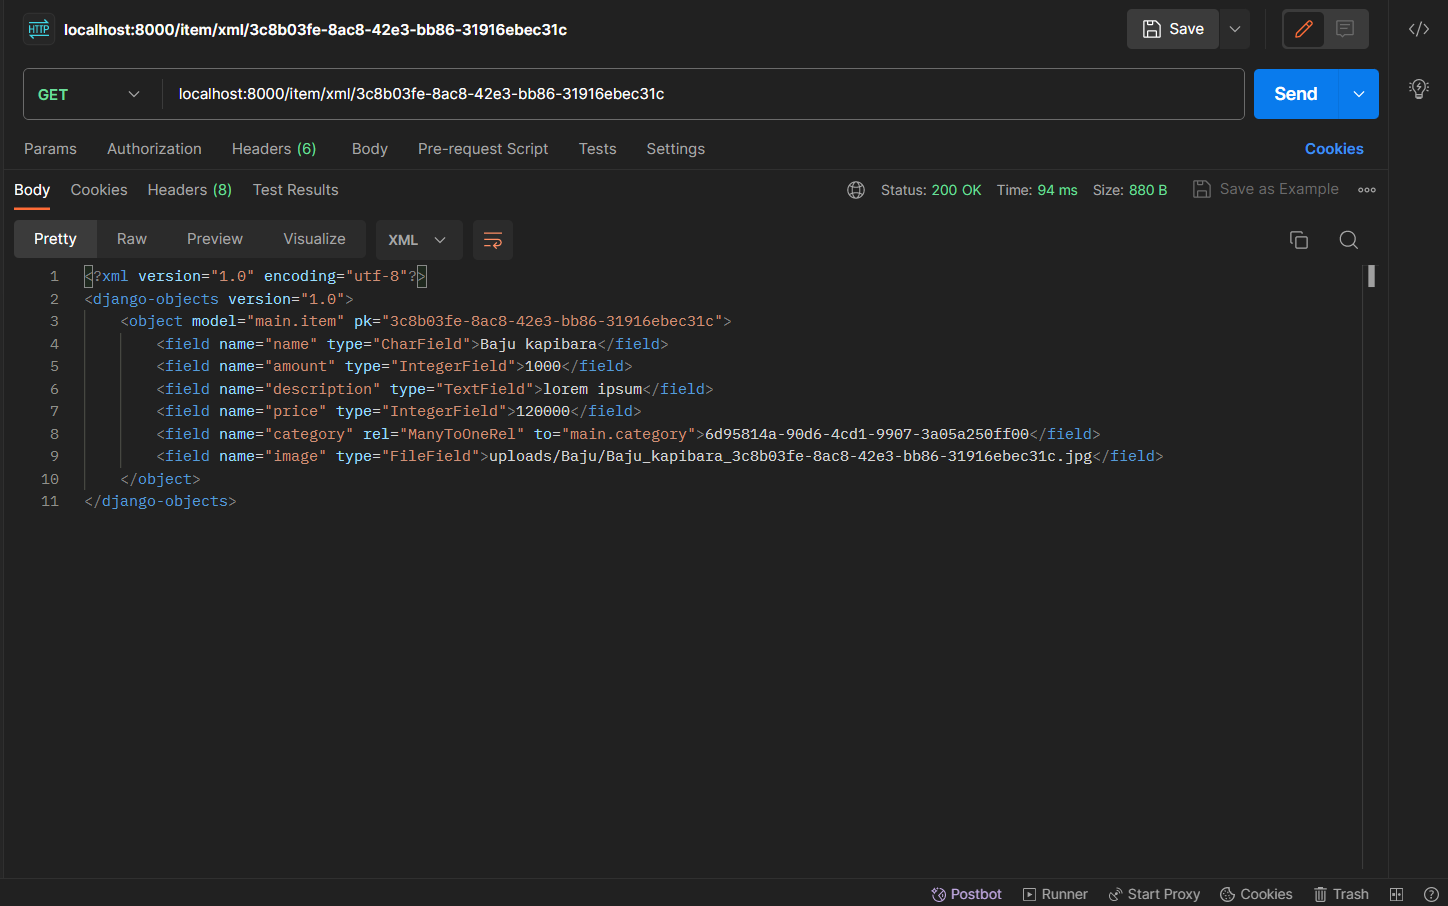 HTTP localhost:8000/item/xml/3c8b03fe-8ac8-42e3-bb86-31916ebec31c Save
GET localhost:8000/item/xml/3c8b03fe-8ac8-42e3-bb86-31916ebec31c Send
Params Authorization Headers (6) Body Pre-request Script Tests Settings Cookies
Body Cookies Headers (8) Test Results Status: 200 OK Time: 94 ms Size: 880 B Save as Example
Pretty Raw Preview Visualize XML
1 <?xml version="1.0" encoding="utf-8"?>
2 <django-objects version="1.0">
3 <object model="main.item" pk="3c8b03fe-8ac8-42e3-bb86-31916ebec31c">
4 <field name="name" type="CharField">Baju kapibara</field>
5 <field name="amount" type="IntegerField">1000</field>
6 <field name="description" type="TextField">lorem ipsum</field>
7 <field name="price" type="IntegerField">120000</field>
8 <field name="category" rel="ManyToOneRel" to="main.category">6d95814a-90d6-4cd1-9907-3a05a250ff00</field>
9 <field name="image" type="FileField">uploads/Baju/Baju_kapibara_3c8b03fe-8ac8-42e3-bb86-31916ebec31c.jpg</field>
10 </object>
11 </django-objects>
Postbot Runner Start Proxy Cookies Trash